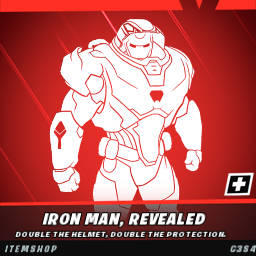 IRON MAN, REVEALED
DOUBLE THE HELMET, DOUBLE THE PROTECTION.
ITEMSHOP
C3S4